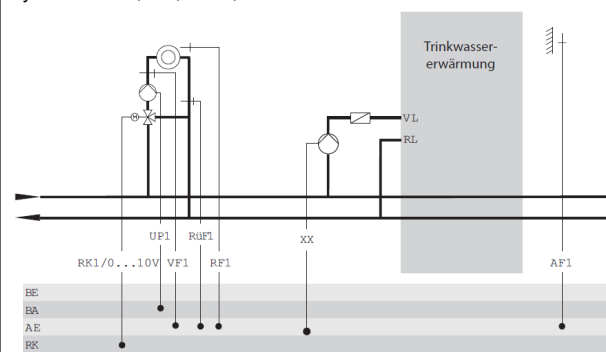 Trinkwasser-
erwärmung
M
VL
RL
UP1 RüF1 XX
RK1/0...10V VF1 RF1 AF1
BE
BA
AE
RK